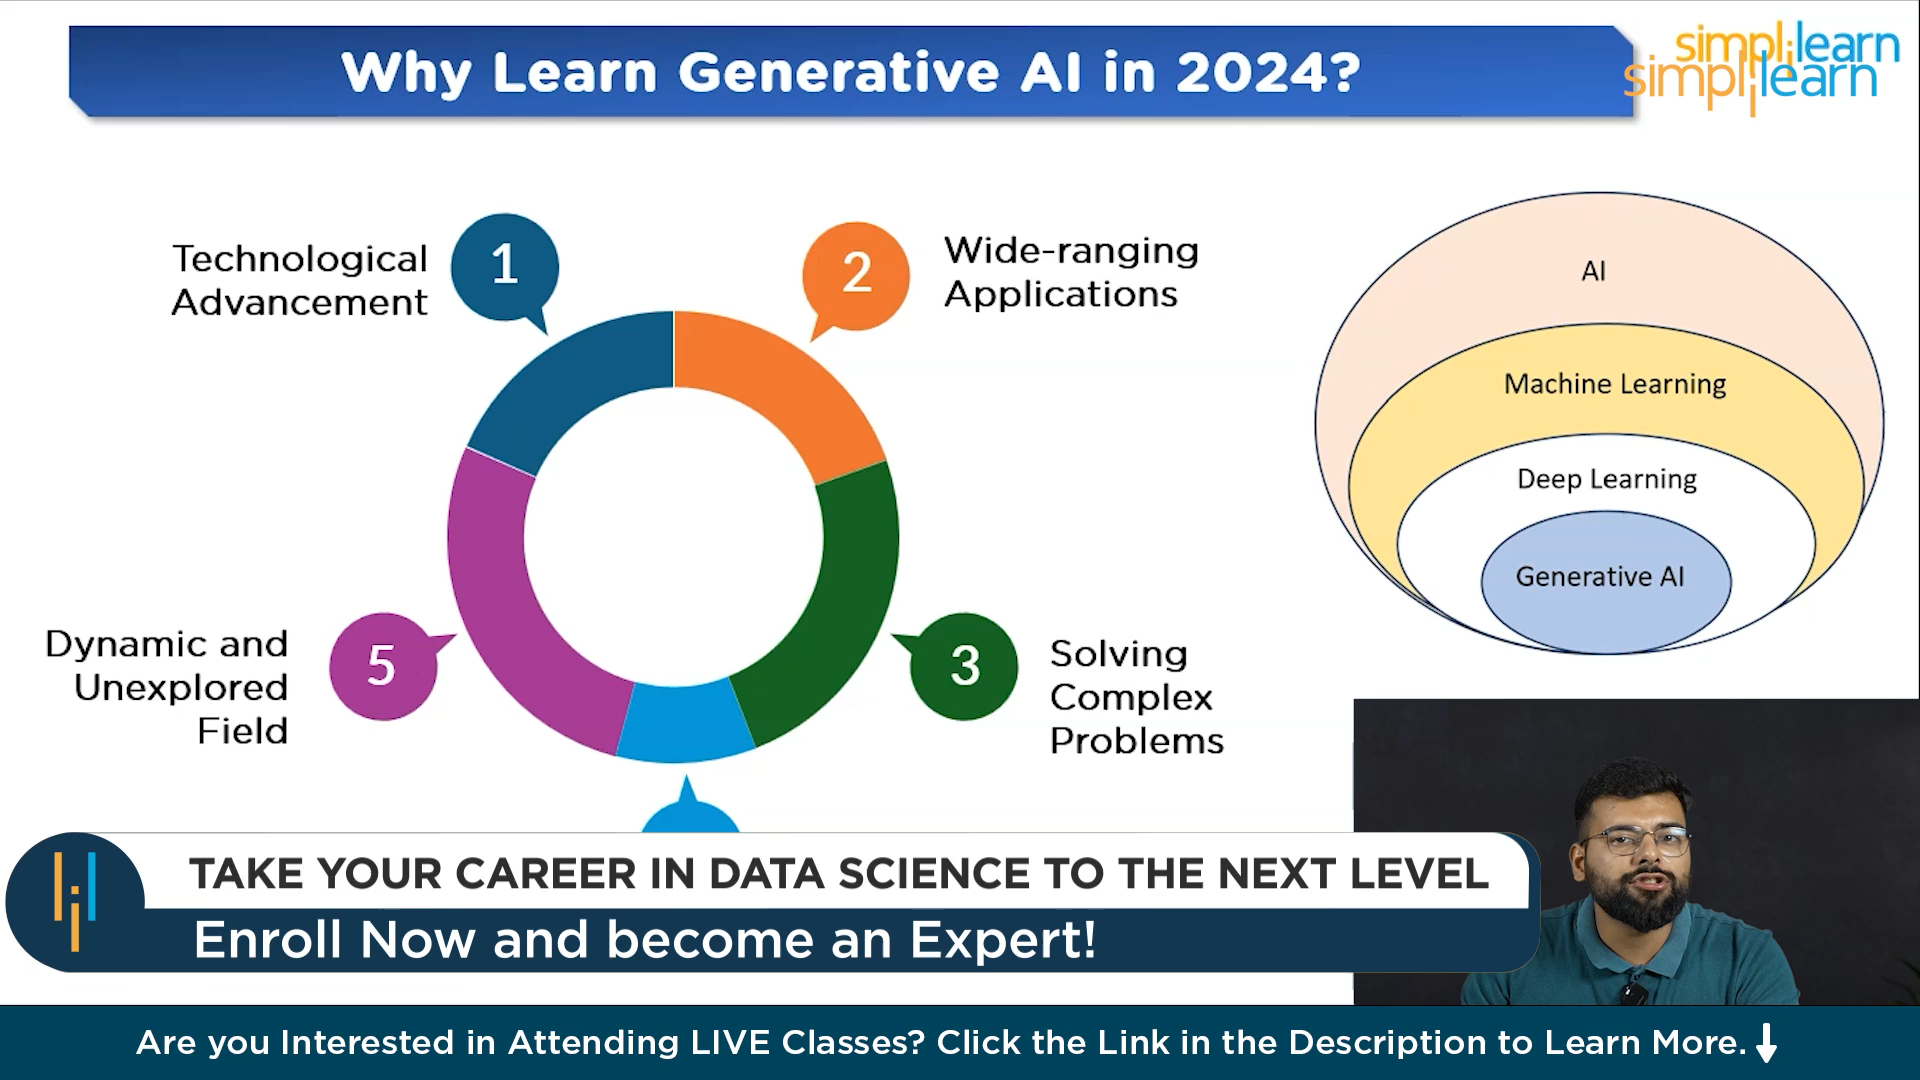 Why Learn Generative AI in 2024?
simplilearn
simplilearn
Technological
Advancement
1
2
Wide-ranging
Applications
AI
Machine Learning
Deep Learning
Generative AI
Dynamic and
Unexplored
Field
5
3
Solving
Complex
Problems
TAKE YOUR CAREER IN DATA SCIENCE TO THE NEXT LEVEL
Enroll Now and become an Expert!
Are you Interested in Attending LIVE Classes? Click the Link in the Description to Learn More.